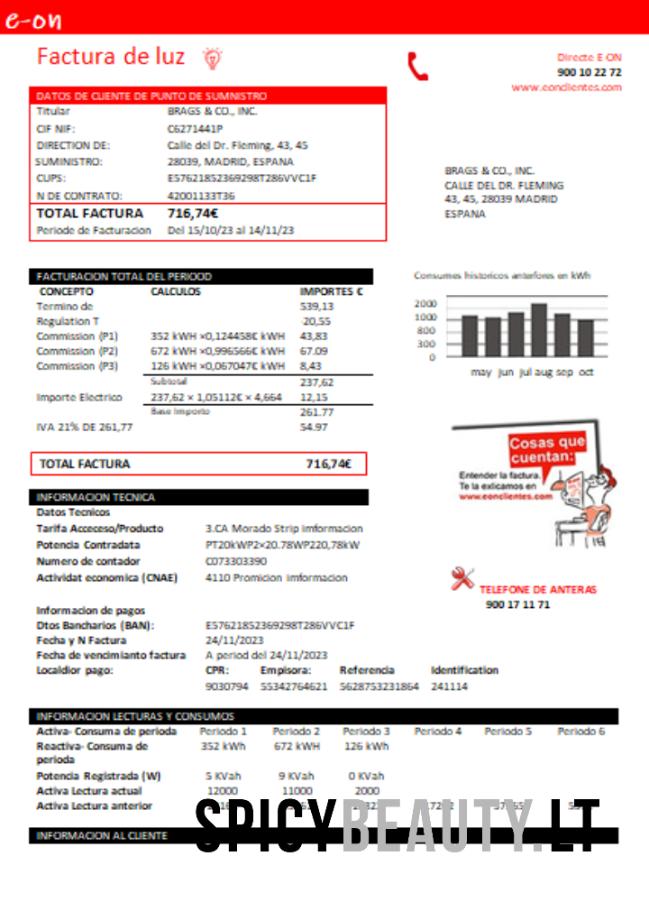 e-on
Factura de luz
Directe E ON
900 10 22 72
www.eonclientes.com
DATOS DE CLIENTE DE PUNTO DE SUMNISTRO
Titular BRAGS & CO., INC.
CIF NIF: C6271441P
DIRECTION DE: Calle del Dr. Fleming, 43, 45
SUMINISTRO: 28039, MADRID, ESPANA
CUPS: E57621852369298T286VVC1F
N DE CONTRATO: 42001133T36
TOTAL FACTURA 716,74€
Periode de Facturacion Del 15/10/23 al 14/11/23
BRAGS & CO., INC.
CALLE DEL DR. FLEMING
43, 45, 28039 MADRID
ESPANA
FACTURACION TOTAL DEL PERIOOD
CONCEPTO CALCULOS IMPORTES €
Termino de 539,13
Regulation T -20,55
Commission (P1) 352 kWH ×0,124458€ kWH 43,83
Commission (P2) 672 kWH ×0,996566€ kWH 67.09
Commission (P3) 126 kWH ×0,067047€ kWH 8,43
Subtotal 237,62
Importe Electrico 237,62 × 1,05112€ × 4,664 12,15
Base Importo 261.77
IVA 21% DE 261,77 54.97
TOTAL FACTURA 716,74€
Consumes historicos anterfores en kWh
2000
1000
800
300
0
may jun jul aug sep oct
Cosas que
cuentan:
Entender la factura.
Te la exlicamos en
www.eonclientes.com
TELEFONE DE ANTERAS
900 17 11 71
INFORMACION TECNICA
Datos Tecnicos
Tarifa Acceceso/Producto 3.CA Morado Strip imformacion
Potencia Contradata PT20kWP2×20.78WP220,78kW
Numero de contador C073303390
Actividat economica (CNAE) 4110 Promicion imformacion
Informacion de pagos
Dtos Bancharios (BAN): E57621852369298T286VVC1F
Fecha y N Factura 24/11/2023
Fecha de vencimianto factura A period del 24/11/2023
Localdior pago: CPR: Empisora: Referencia Identification
9030794 55342764621 5628753231864 241114
INFORMACION LECTURAS Y CONSUMOS
Activa- Consuma de perioda Periodo 1 Periodo 2 Periodo 3 Periodo 4 Periodo 5 Periodo 6
Reactiva- Consuma de 352 kWh 672 kWH 126 kWh
perioda
Potencia Registrada (W) 5 KVah 9 KVah 0 KVah
Activa Lectura actual 12000 11000 2000
Activa Lectura anterior
INFORMACION AL CLIENTE
SPICYBEAUTY.LT